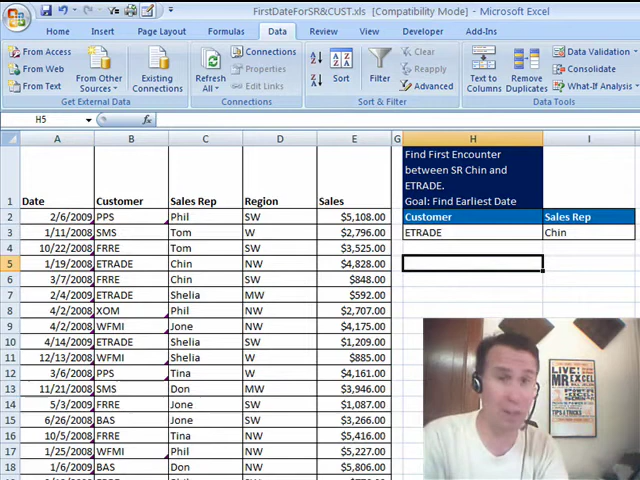 FirstDateForSR&CUST.xls [Compatibility Mode] - Microsoft Excel
Home Insert Page Layout Formulas Data Review View Developer Add-Ins
From Access
From Web
From Text
From Other Sources
Existing Connections
Get External Data
Refresh All
Connections
Properties
Edit Links
Connections
Sort
Filter
Clear
Reapply
Advanced
Sort & Filter
Text to Columns
Remove Duplicates
Data Validation
Consolidate
What-If Analysis
Data Tools
H5 fx
A B C D E G H I
1 Date Customer Sales Rep Region Sales
Find First Encounter
between SR Chin and
ETRADE.
Goal: Find Earliest Date
2 2/6/2009 PPS Phil SW $5,108.00 Customer Sales Rep
3 1/11/2008 SMS Tom W $2,796.00 ETRADE Chin
4 10/22/2008 FRRE Tom SW $3,525.00
5 1/19/2008 ETRADE Chin NW $4,828.00
6 3/7/2008 FRRE Chin SW $848.00
7 2/4/2009 ETRADE Shelia MW $592.00
8 4/2/2008 XOM Phil NW $2,707.00
9 4/2/2008 WFMI Jone NW $4,175.00
10 4/14/2009 ETRADE Shelia SW $1,209.00
11 12/13/2008 WFMI Shelia W $885.00
12 3/6/2008 PPS Tina W $4,161.00
13 11/21/2008 SMS Don MW $3,946.00
14 5/3/2009 FRRE Jone SW $1,087.00
15 6/26/2008 BAS Jone SW $3,266.00
16 10/5/2008 FRRE Tina NW $5,416.00
17 1/25/2008 WFMI Phil NW $5,227.00
18 1/6/2009 BAS Don NW $5,806.00
LIVE!
MR EXCEL
TIPS & TRICKS